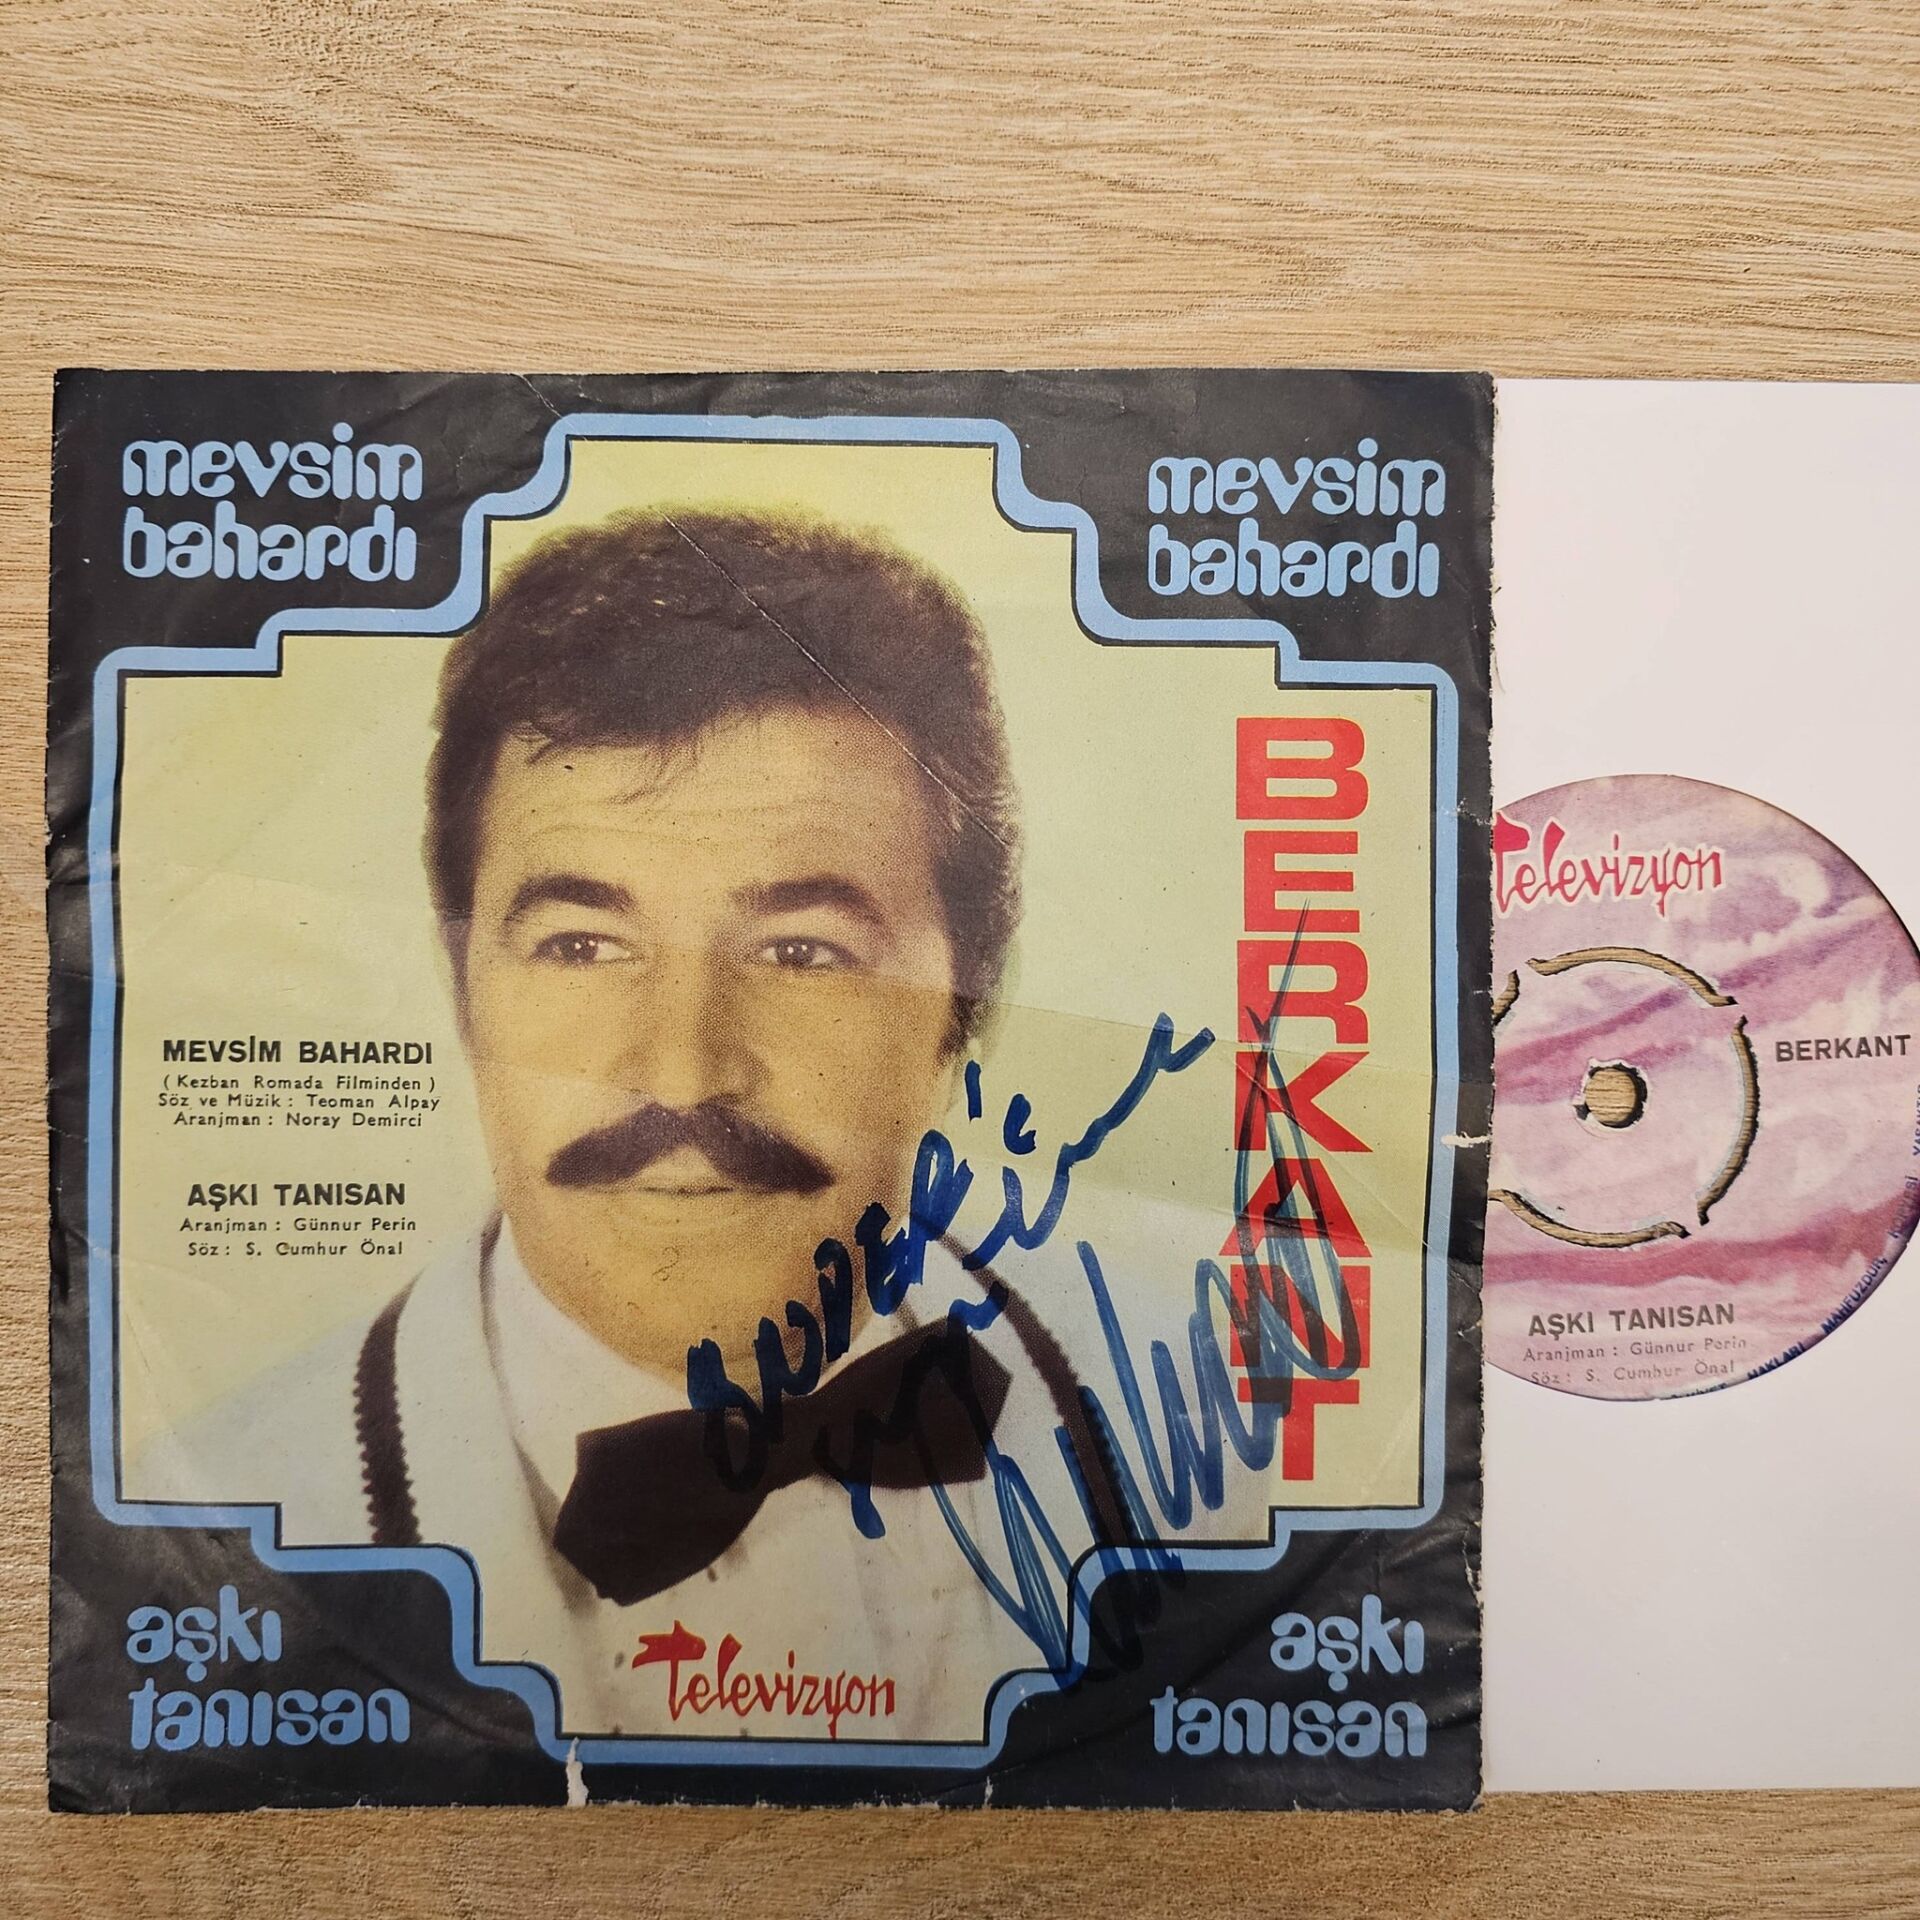 mevsim
bahardı
mevsim
bahardı
BERKANT
MEVSİM BAHARDI
(Kezban Romada Filminden)
Söz ve Müzik : Teoman Alpay
Aranjman : Noray Demirci
AŞKI TANISAN
Aranjman : Günnur Perin
Söz : S. Cumhur Önal
Televizyon
aşkı
tanısan
aşkı
tanısan
Televizyon
BERKANT
AŞKI TANISAN
Aranjman : Günnur Perin
Söz : S. Cumhur Önal
HAKLARI MAHFUZDUR